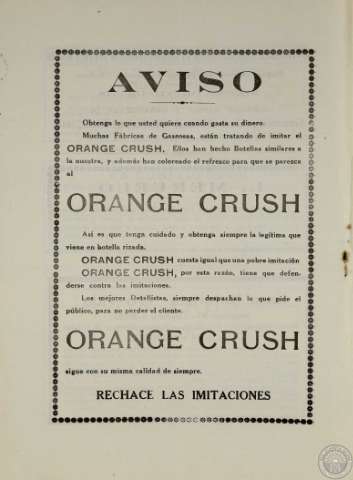 AVISO
Obtenga lo que usted quiere cuando gasta su dinero.
Muchas Fábricas de Gaseosas, están tratando de imitar el
ORANGE CRUSH. Ellos han hecho Botellas similares a
la nuestra, y además han coloreado el refresco para que se parezca
al
ORANGE CRUSH
Así es que tenga cuidado y obtenga siempre la legítima que
viene en botella rizada.
ORANGE CRUSH cuesta igual que una pobre imitación
ORANGE CRUSH, por esta razón, tiene que defen-
derse contra las imitaciones.
Los mejores Detallistas, siempre despachan lo que pide el
público, para no perder el cliente.
ORANGE CRUSH
sigue con su misma calidad de siempre.
RECHACE LAS IMITACIONES